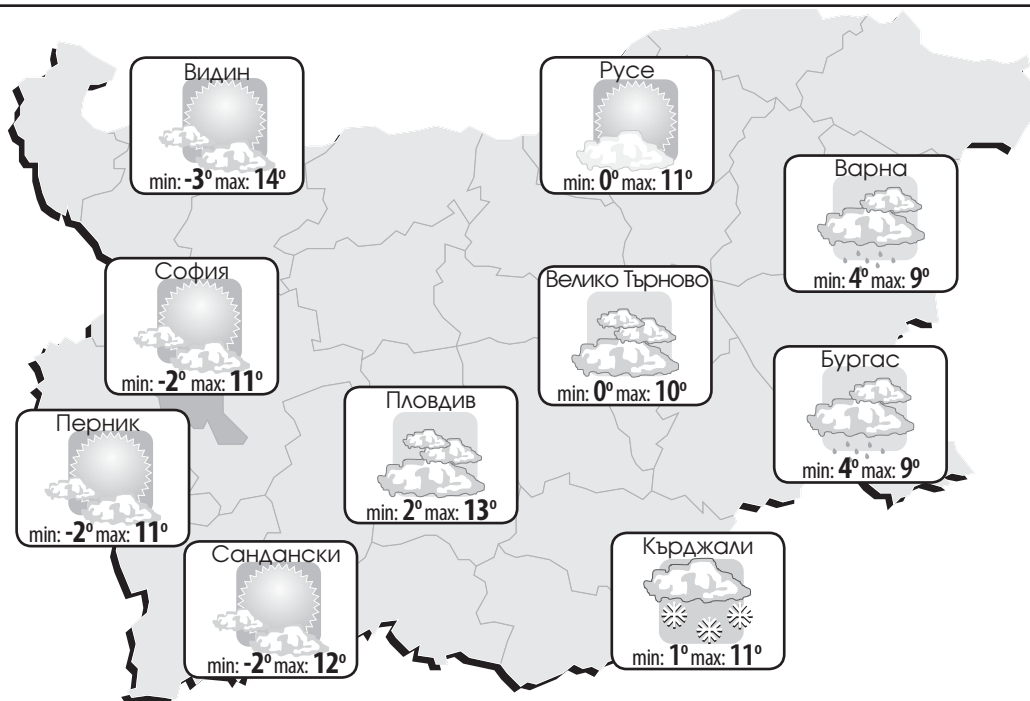 Видин
min: -3° max: 14°
Русе
min: 0° max: 11°
Варна
min: 4° max: 9°
София
min: -2° max: 11°
Велико Търново
min: 0° max: 10°
Бургас
min: 4° max: 9°
Пловдив
min: 2° max: 13°
Перник
min: -2° max: 11°
Сандански
min: -2° max: 12°
Кърджали
min: 1° max: 11°